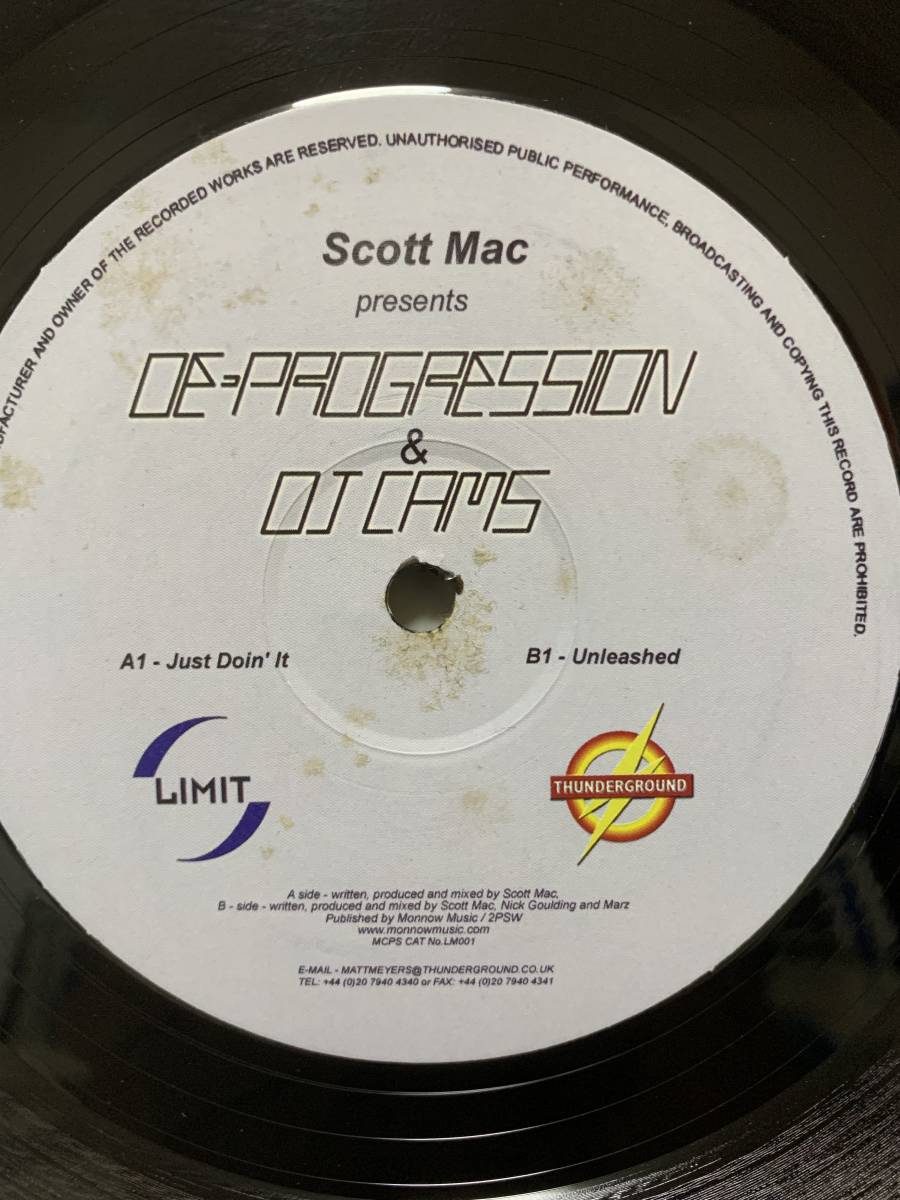 FACTURER AND OWNER OF THE RECORDED WORKS ARE RESERVED. UNAUTHORISED PUBLIC PERFORMANCE, BROADCASTING AND COPYING THIS RECORD ARE PROHIBITED.
Scott Mac
presents
DE-PROGRESSION
&
DJ CAMS
A1 - Just Doin' It
B1 - Unleashed
LIMIT
THUNDERGROUND
A side - written, produced and mixed by Scott Mac,
B - side - written, produced and mixed by Scott Mac, Nick Goulding and Marz
Published by Monnow Music / 2PSW
www.monnowmusic.com
MCPS CAT No.LM001
E-MAIL - MATTMEYERS@THUNDERGROUND.CO.UK
TEL: +44 (0)20 7940 4340 or FAX: +44 (0)20 7940 4341